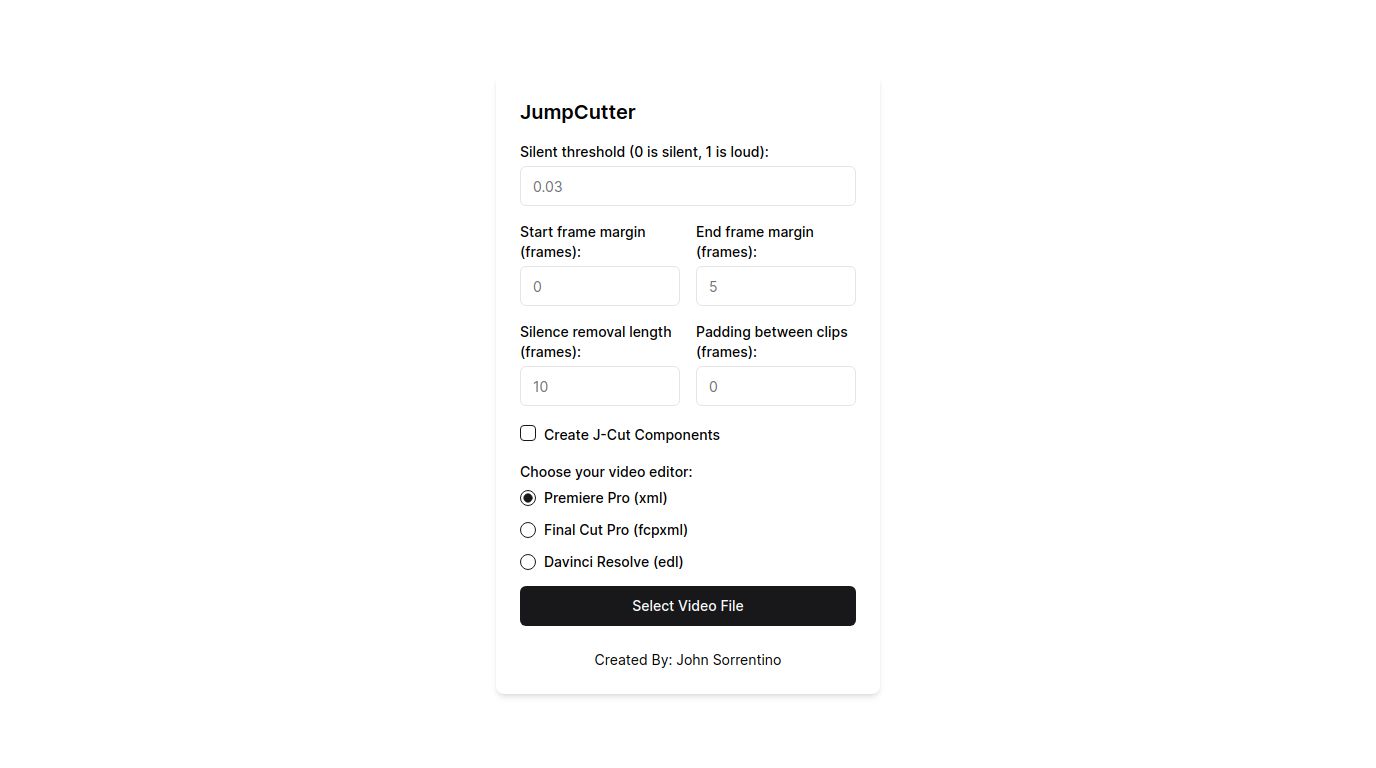 JumpCutter
Silent threshold (0 is silent, 1 is loud):
0.03
Start frame margin
(frames):
0
End frame margin
(frames):
5
Silence removal length
(frames):
10
Padding between clips
(frames):
0
Create J-Cut Components
Choose your video editor:
Premiere Pro (xml)
Final Cut Pro (fcpxml)
Davinci Resolve (edl)
Select Video File
Created By: John Sorrentino